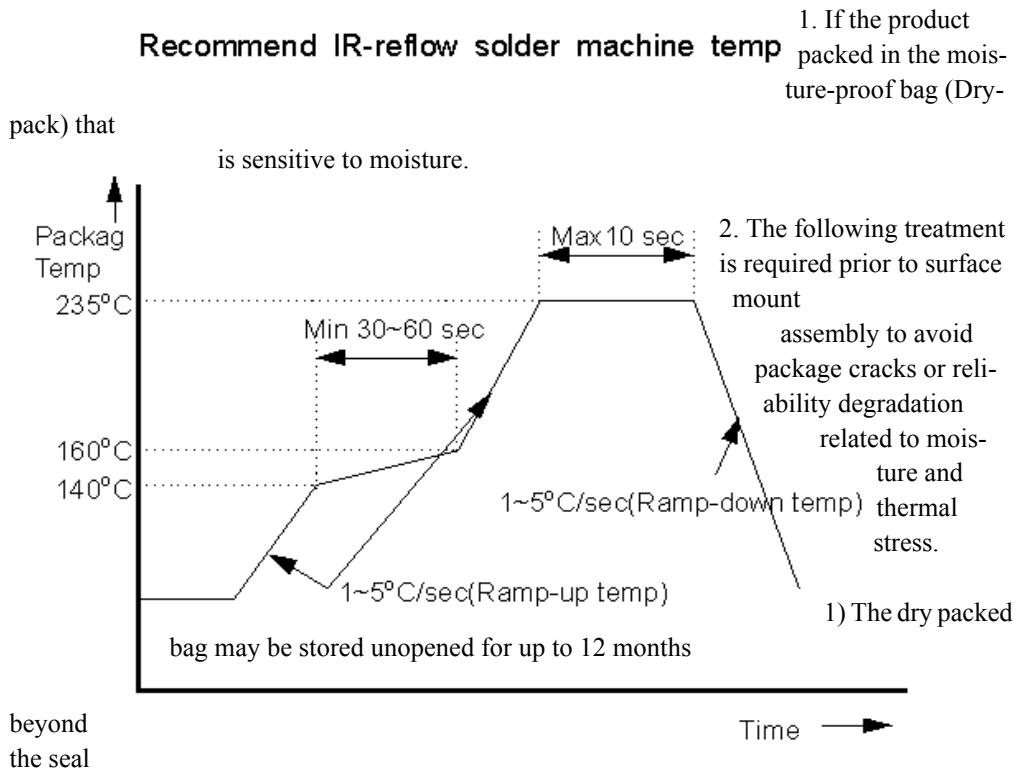 Recommend IR-reflow solder machine temp
1. If the product
packed in the mois-
ture-proof bag (Dry-
pack) that
is sensitive to moisture.
Packag
Temp
235°C
160°C
140°C
Min 30~60 sec
Max10 sec
1~5°C/sec(Ramp-up temp)
1~5°C/sec(Ramp-down temp)
Time
2. The following treatment
is required prior to surface
mount
assembly to avoid
package cracks or reli-
ability degradation
related to mois-
ture and
thermal
stress.
1) The dry packed
bag may be stored unopened for up to 12 months
beyond
the seal